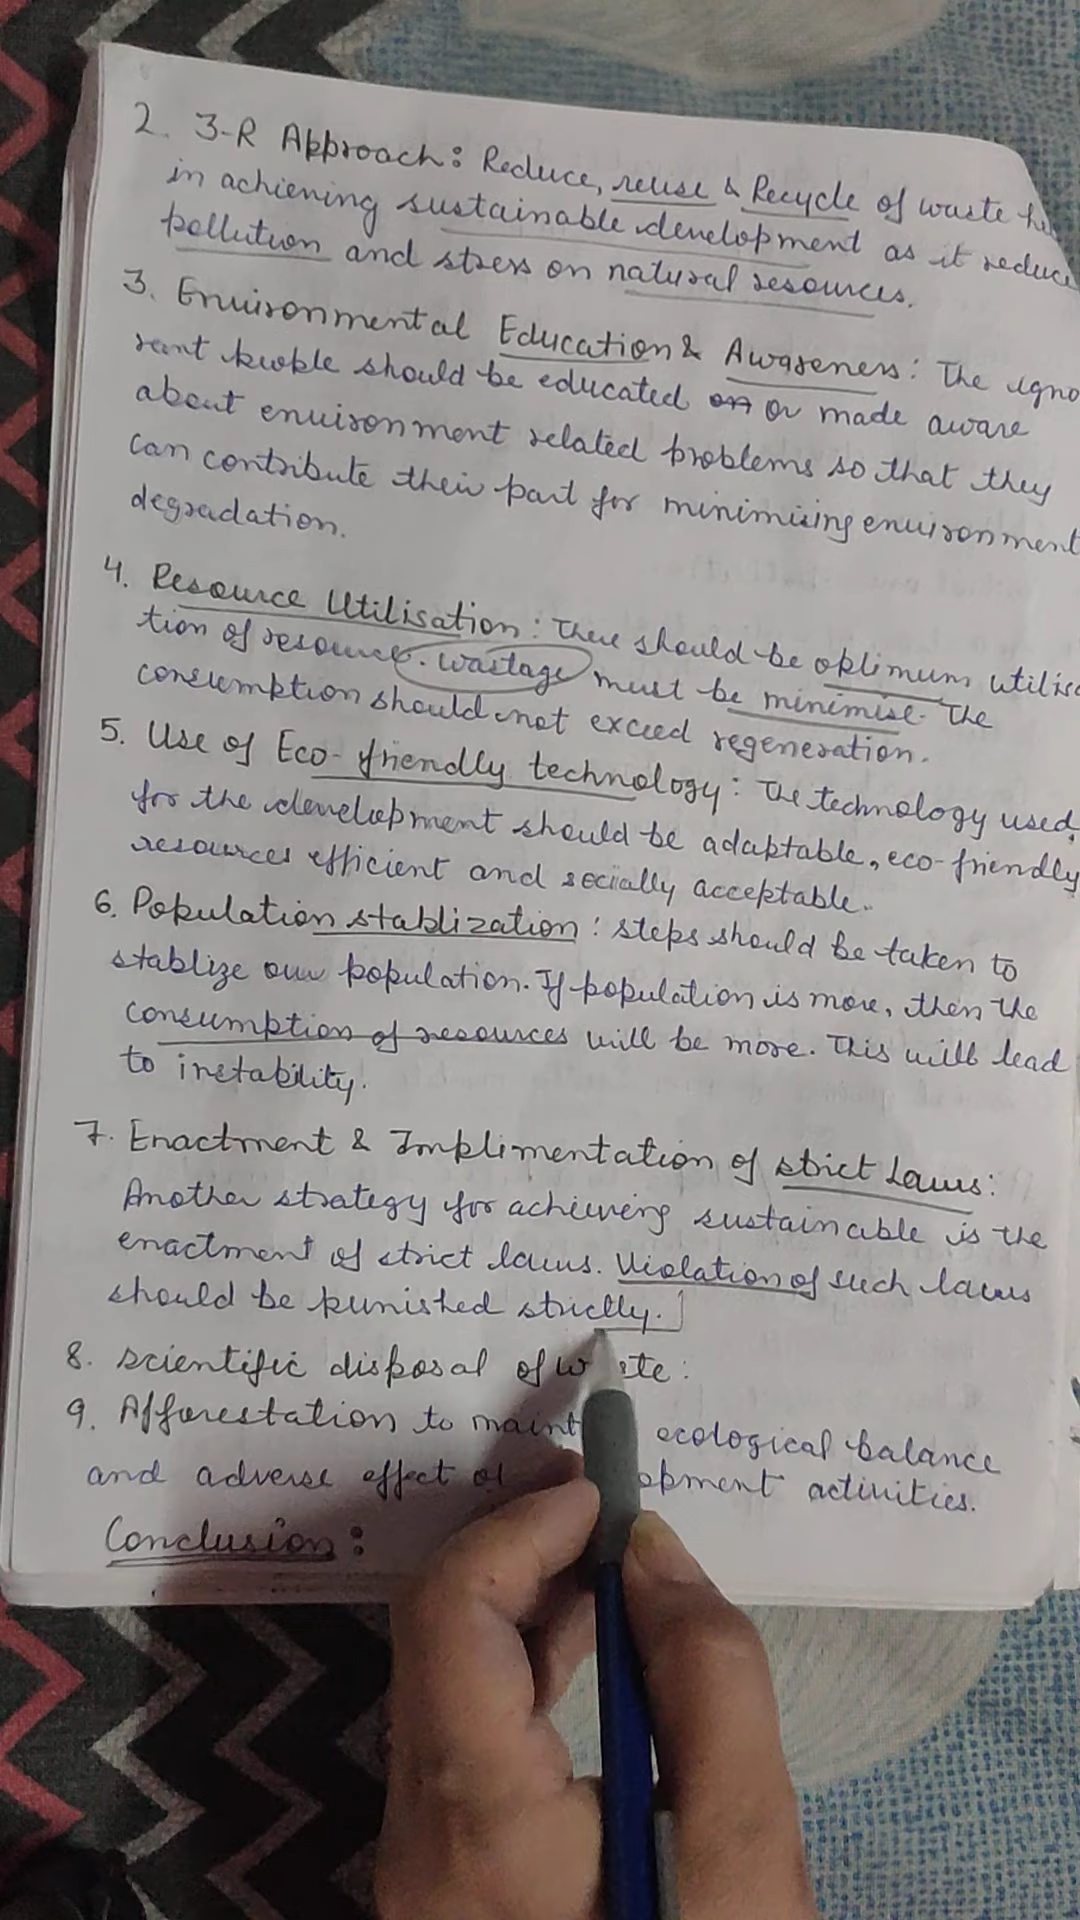 2. 3-R Approach: Reduce, reuse & Recycle of waste he
in achiening sustainable development as it reduce
pollution and stress on natural resources.
3. Environmental Education & Awareness: The igno
rant people should be educated or made aware
about environment related problems so that they
can contribute their part for minimizing environment
degradation.
4. Resource Utilisation: There should be optimum utilisa
tion of resource. wastage must be minimise. The
consumption should not exceed regeneration.
5. Use of Eco-friendly technology: The technology used
for the development should be adaptable, eco-friendly,
resources efficient and socially acceptable.
6. Population stablization: steps should be taken to
stablize our population. If population is more, then the
consumption of resources will be more. This will lead
to instability.
7. Enactment & Implimentation of strict Laws:
Another strategy for achieving sustainable is the
enactment of strict laws. Violation of such laws
should be punished strictly.
8. scientific disposal of :
9. Afforestation to ecological balance
and adverse effect activities.
Conclusion: